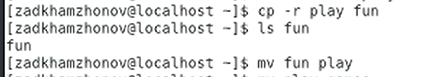 [zadkhamzhonov@localhost ~]$ cp -r play fun
[zadkhamzhonov@localhost ~]$ ls fun
fun
[zadkhamzhonov@localhost ~]$ mv fun play